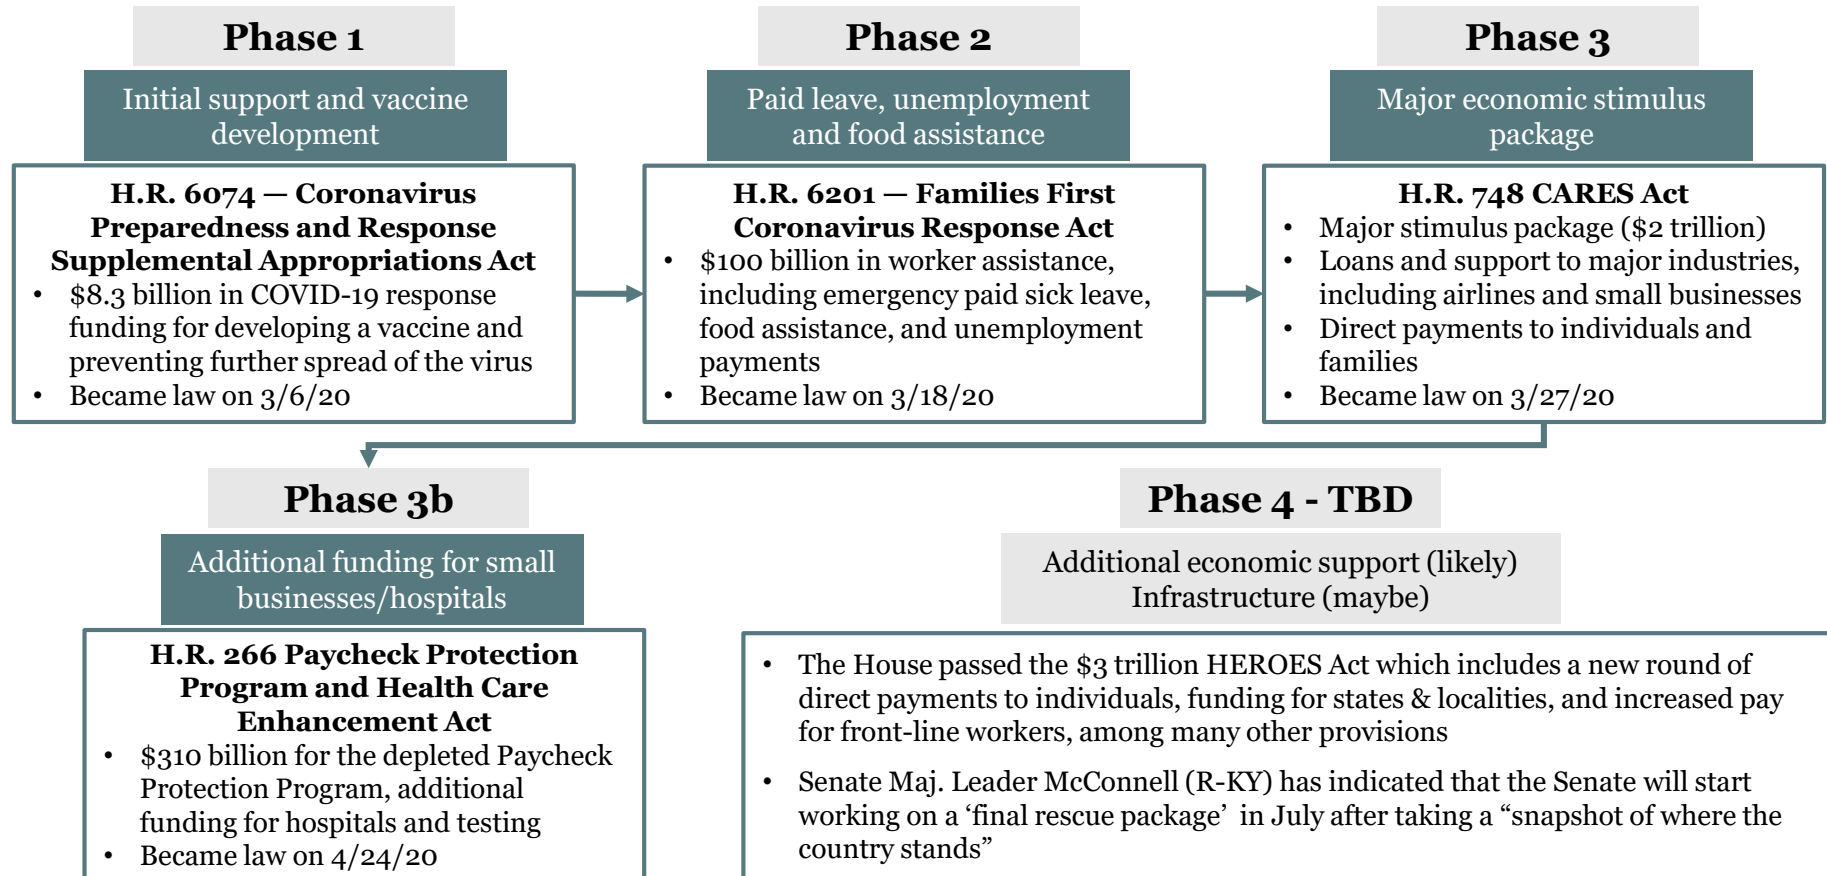 Phase 1
Initial support and vaccine
development
H.R. 6074 — Coronavirus
Preparedness and Response
Supplemental Appropriations Act
• $8.3 billion in COVID-19 response
funding for developing a vaccine and
preventing further spread of the virus
• Became law on 3/6/20
Phase 2
Paid leave, unemployment
and food assistance
H.R. 6201 — Families First
Coronavirus Response Act
• $100 billion in worker assistance,
including emergency paid sick leave,
food assistance, and unemployment
payments
• Became law on 3/18/20
Phase 3
Major economic stimulus
package
H.R. 748 CARES Act
• Major stimulus package ($2 trillion)
• Loans and support to major industries,
including airlines and small businesses
• Direct payments to individuals and
families
• Became law on 3/27/20
Phase 3b
Additional funding for small
businesses/hospitals
H.R. 266 Paycheck Protection
Program and Health Care
Enhancement Act
• $310 billion for the depleted Paycheck
Protection Program, additional
funding for hospitals and testing
• Became law on 4/24/20
Phase 4 - TBD
Additional economic support (likely)
Infrastructure (maybe)
• The House passed the $3 trillion HEROES Act which includes a new round of
direct payments to individuals, funding for states & localities, and increased pay
for front-line workers, among many other provisions
• Senate Maj. Leader McConnell (R-KY) has indicated that the Senate will start
working on a ‘final rescue package’ in July after taking a “snapshot of where the
country stands”